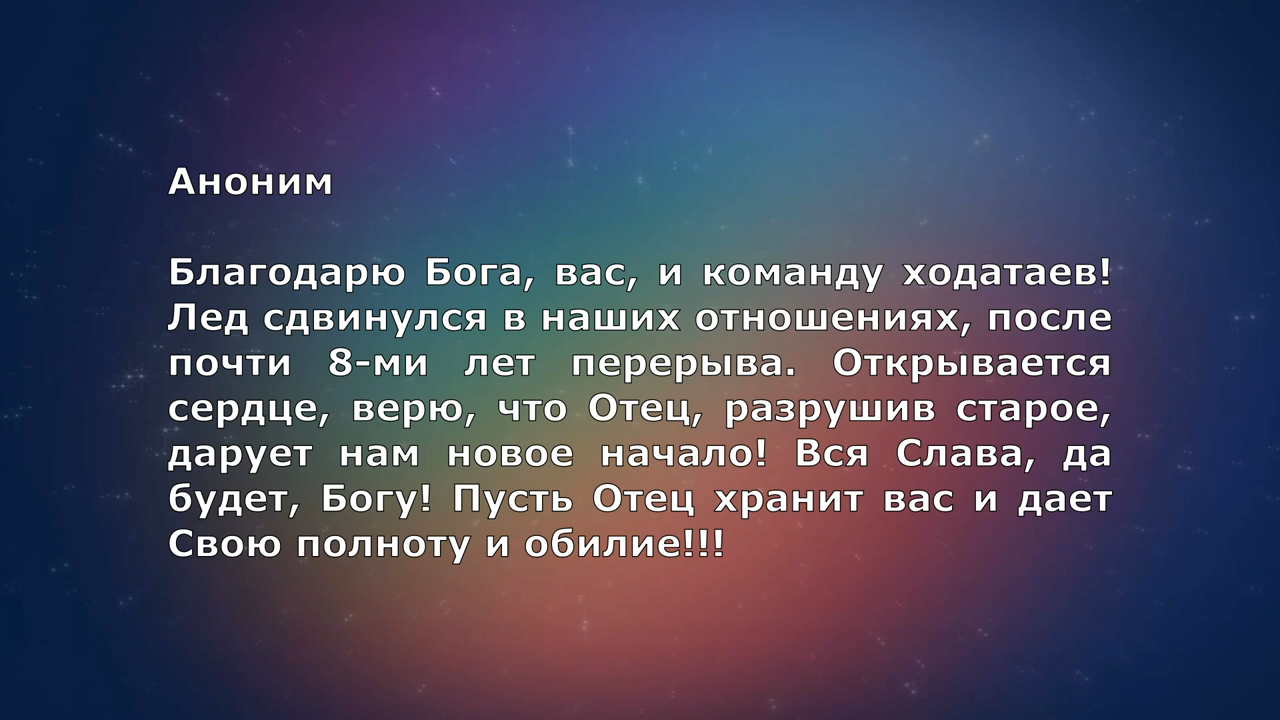 Аноним
Благодарю Бога, вас, и команду ходатаев!
Лед сдвинулся в наших отношениях, после
почти 8-ми лет перерыва. Открывается
сердце, верю, что Отец, разрушив старое,
дарует нам новое начало! Вся Слава, да
будет, Богу! Пусть Отец хранит вас и дает
Свою полноту и обилие!!!